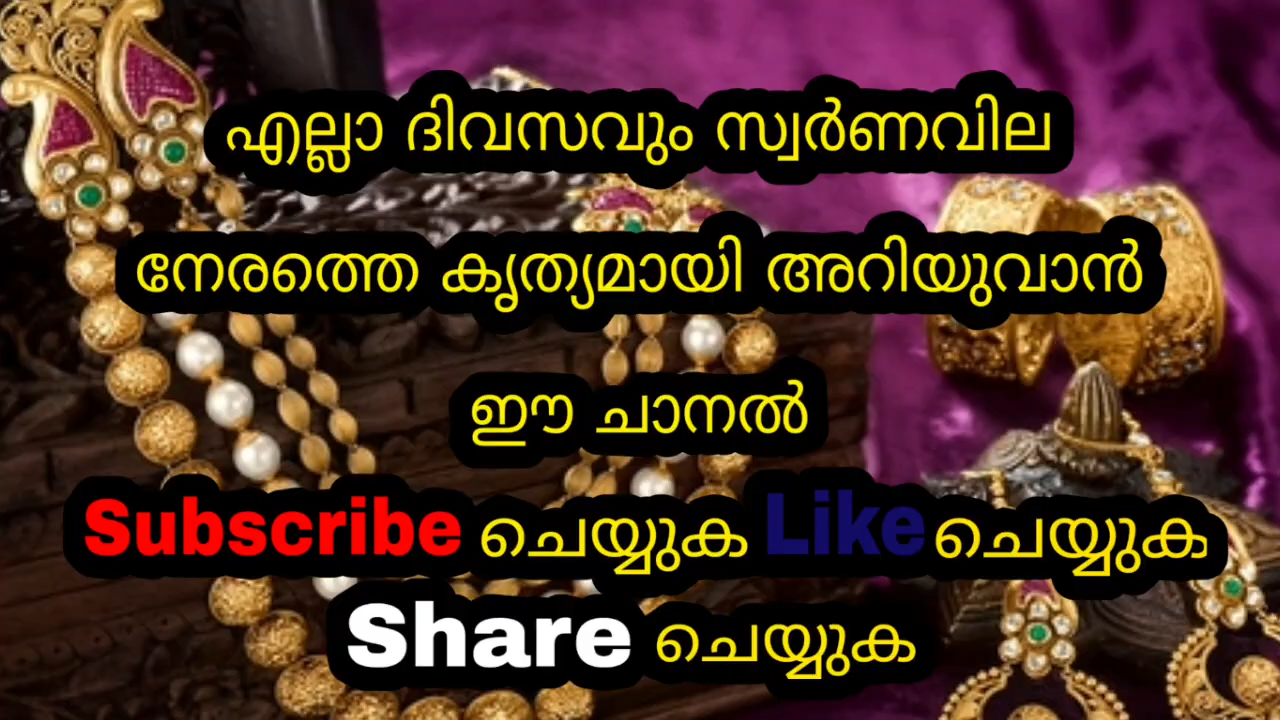 എല്ലാ ദിവസവും സ്വർണവില
നേരത്തെ കൃത്യമായി അറിയുവാൻ
ഈ ചാനൽ
Subscribe ചെയ്യുക Like ചെയ്യുക
Share ചെയ്യുക